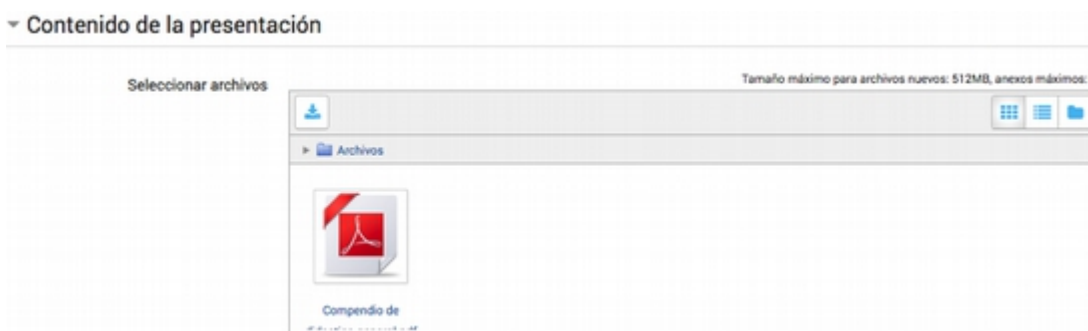 Contenido de la presentación
Seleccionar archivos
Tamaño máximo para archivos nuevos: 512MB, anexos máximos:
Archivos
Compendio de